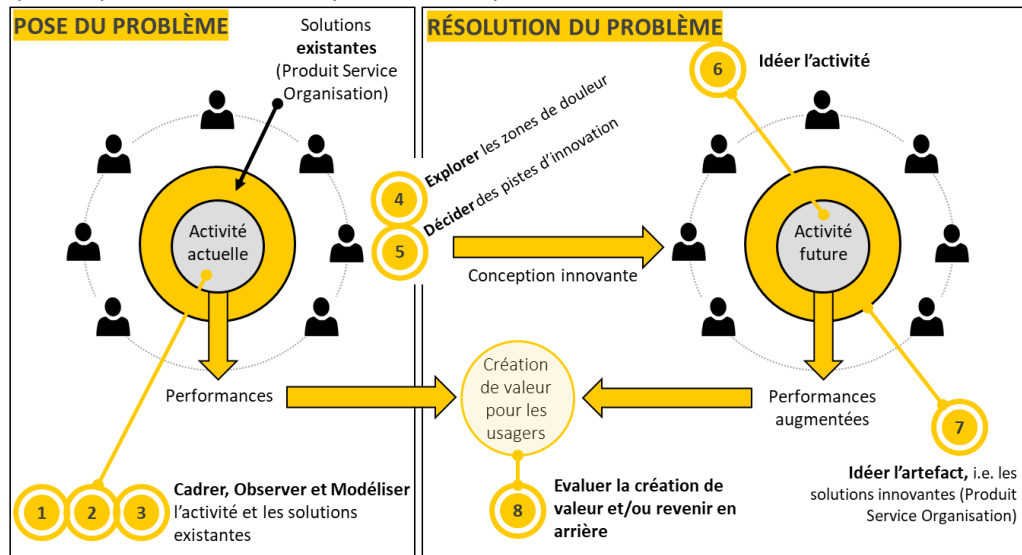 POSE DU PROBLÈME
Solutions
existantes
(Produit Service
Organisation)
Activité
actuelle
Performances
1
2
3
Cadrer, Observer et Modéliser
l’activité et les solutions
existantes
4
Explorer les zones de douleur
5
Décider des pistes d’innovation
RÉSOLUTION DU PROBLÈME
6
Idéer l’activité
Conception innovante
Activité
future
Création
de valeur
pour les
usagers
Performances
augmentées
7
Idéer l’artefact, i.e. les
solutions innovantes (Produit
Service Organisation)
8
Evaluer la création de
valeur et/ou revenir en
arrière